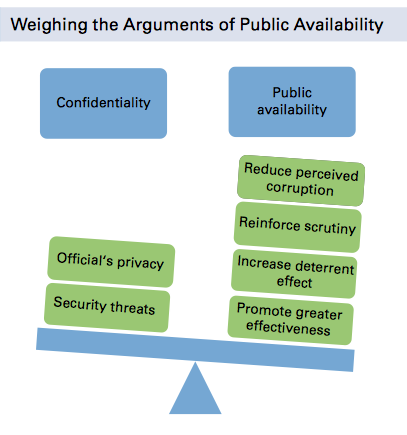 Weighing the Arguments of Public Availability
Confidentiality
Public
availability
Reduce perceived
corruption
Reinforce scrutiny
Official's privacy
Increase deterrent
effect
Security threats
Promote greater
effectiveness